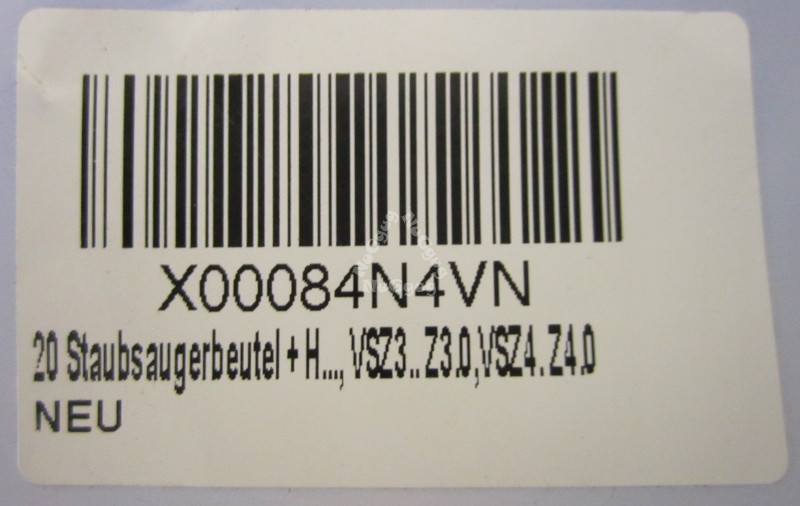 X00084N4VN
20 Staubsaugerbeutel + H..., VSZ3.. Z3.0,VSZ4. Z4.0
NEU